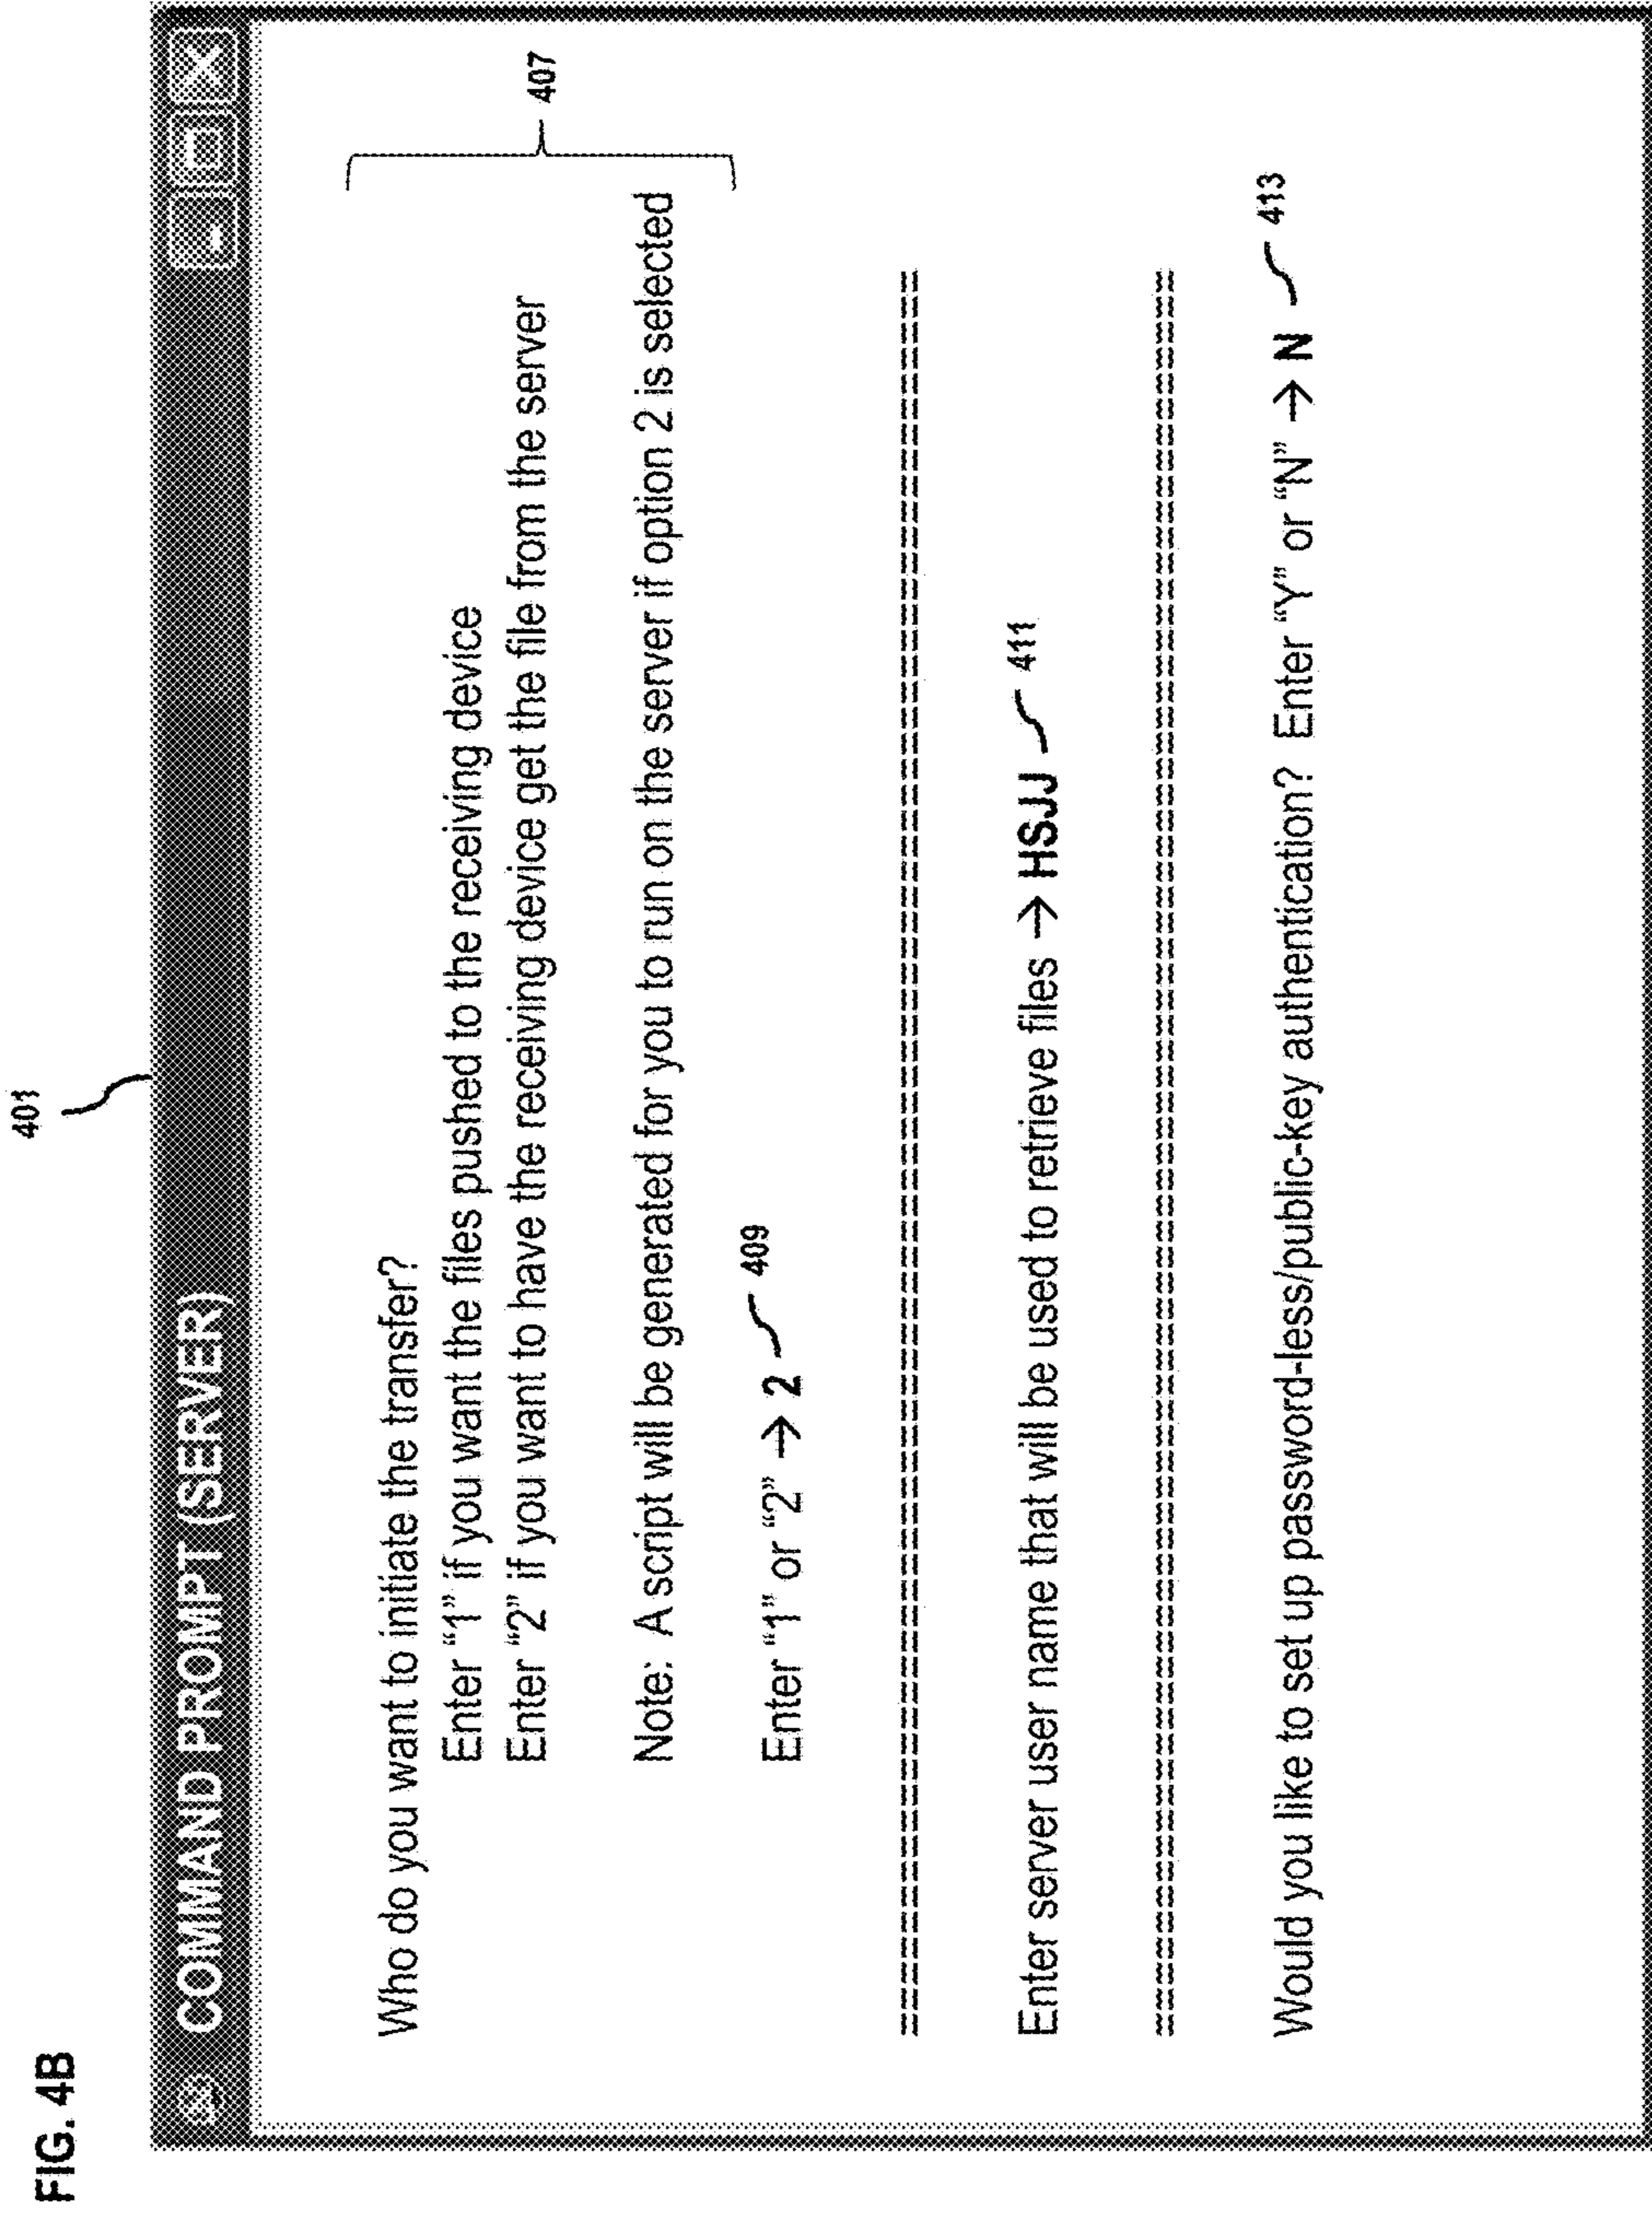 FIG. 4B
401
COMMAND PROMPT (SERVER)
Who do you want to initiate the transfer?
Enter “1” if you want the files pushed to the receiving device
Enter “2” if you want to have the receiving device get the file from the server
407
Note: A script will be generated for you to run on the server if option 2 is selected
Enter “1” or “2” → 2 409
==========================================================
Enter server user name that will be used to retrieve files → HSJJ 411
==========================================================
Would you like to set up password-less/public-key authentication? Enter “Y” or “N” → N 413